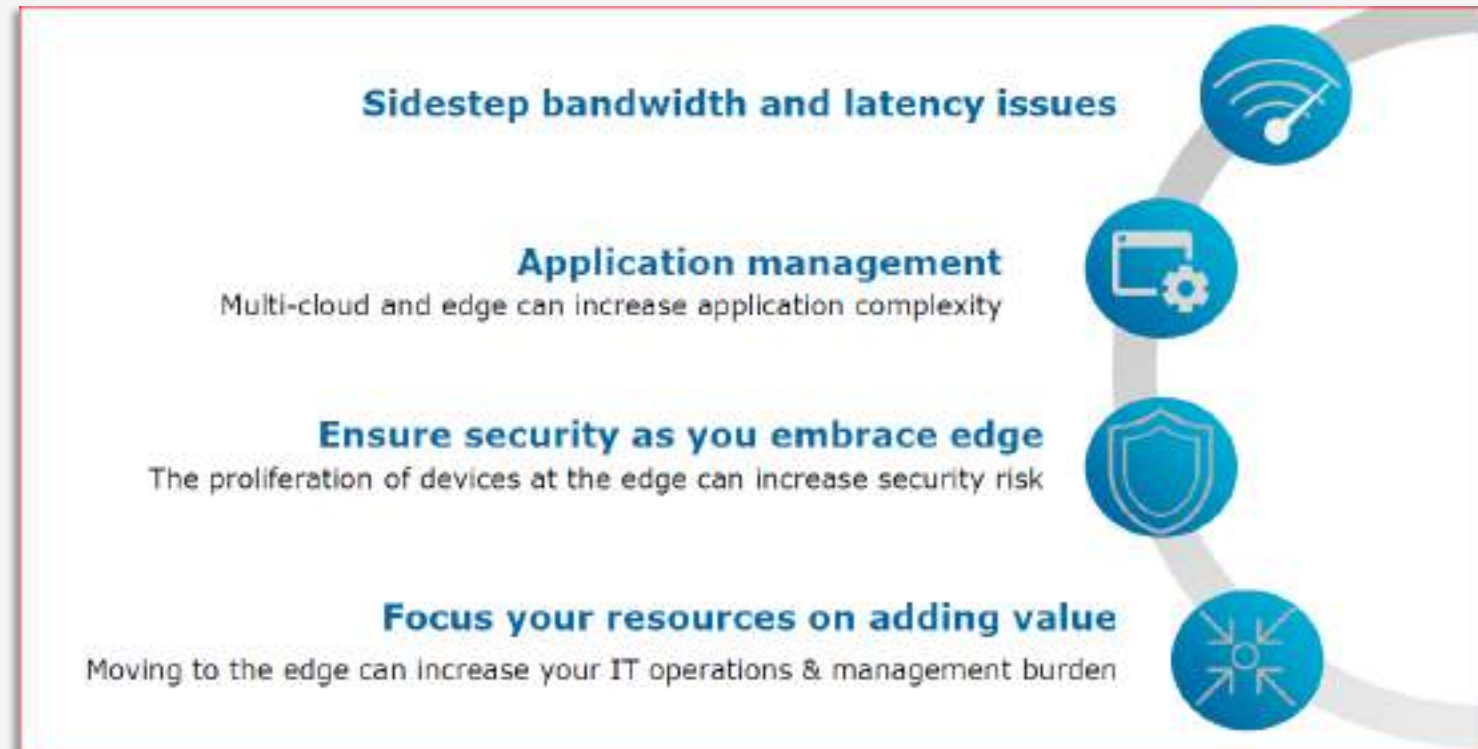 Sidestep bandwidth and latency issues
Application management
Multi-cloud and edge can increase application complexity
Ensure security as you embrace edge
The proliferation of devices at the edge can increase security risk
Focus your resources on adding value
Moving to the edge can increase your IT operations & management burden